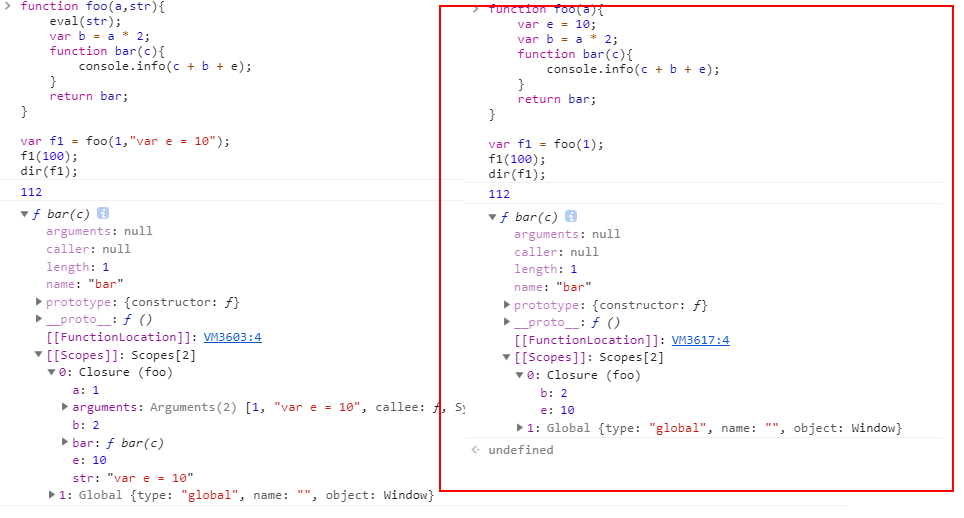 function foo(a,str){
eval(str);
var b = a * 2;
function bar(c){
console.info(c + b + e);
}
return bar;
}
var f1 = foo(1,"var e = 10");
f1(100);
dir(f1);
112
ƒ bar(c) i
arguments: null
caller: null
length: 1
name: "bar"
prototype: {constructor: ƒ}
__proto__: ƒ ()
[[FunctionLocation]]: VM3603:4
[[Scopes]]: Scopes[2]
0: Closure (foo)
a: 1
arguments: Arguments(2) [1, "var e = 10", callee: ƒ, Sy
b: 2
bar: ƒ bar(c)
e: 10
str: "var e = 10"
1: Global {type: "global", name: "", object: Window}
function foo(a){
var e = 10;
var b = a * 2;
function bar(c){
console.info(c + b + e);
}
return bar;
}
var f1 = foo(1);
f1(100);
dir(f1);
112
ƒ bar(c) i
arguments: null
caller: null
length: 1
name: "bar"
prototype: {constructor: ƒ}
__proto__: ƒ ()
[[FunctionLocation]]: VM3617:4
[[Scopes]]: Scopes[2]
0: Closure (foo)
b: 2
e: 10
1: Global {type: "global", name: "", object: Window}
undefined